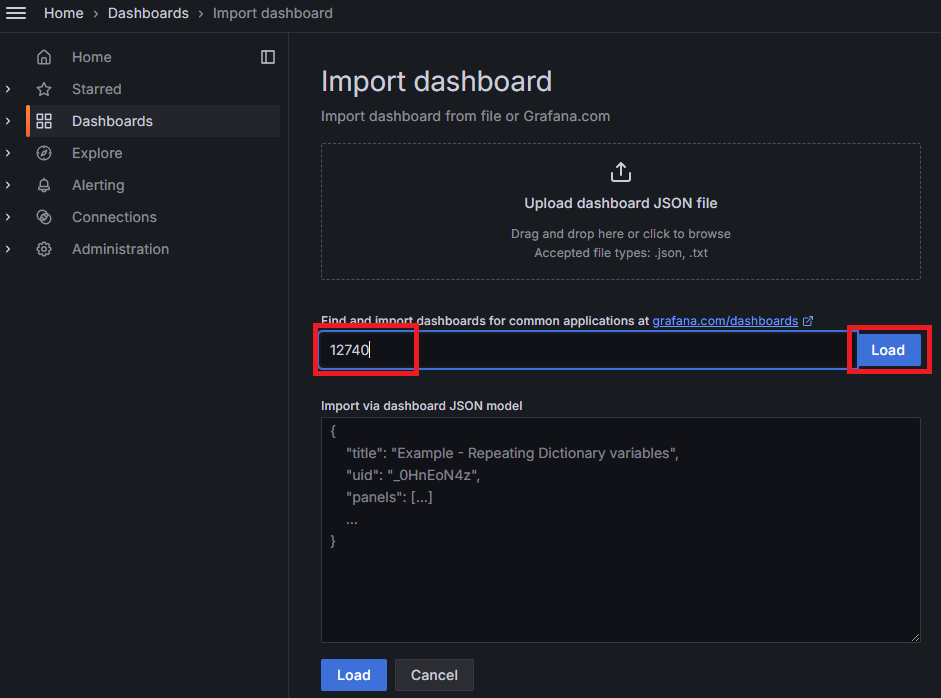 Home › Dashboards › Import dashboard
Home
Starred
Dashboards
Explore
Alerting
Connections
Administration
Import dashboard
Import dashboard from file or Grafana.com
Upload dashboard JSON file
Drag and drop here or click to browse
Accepted file types: .json, .txt
Find and import dashboards for common applications at grafana.com/dashboards
12740
Load
Import via dashboard JSON model
{
"title": "Example - Repeating Dictionary variables",
"uid": "_0HnEoN4z",
"panels": [...]
...
}
Load
Cancel